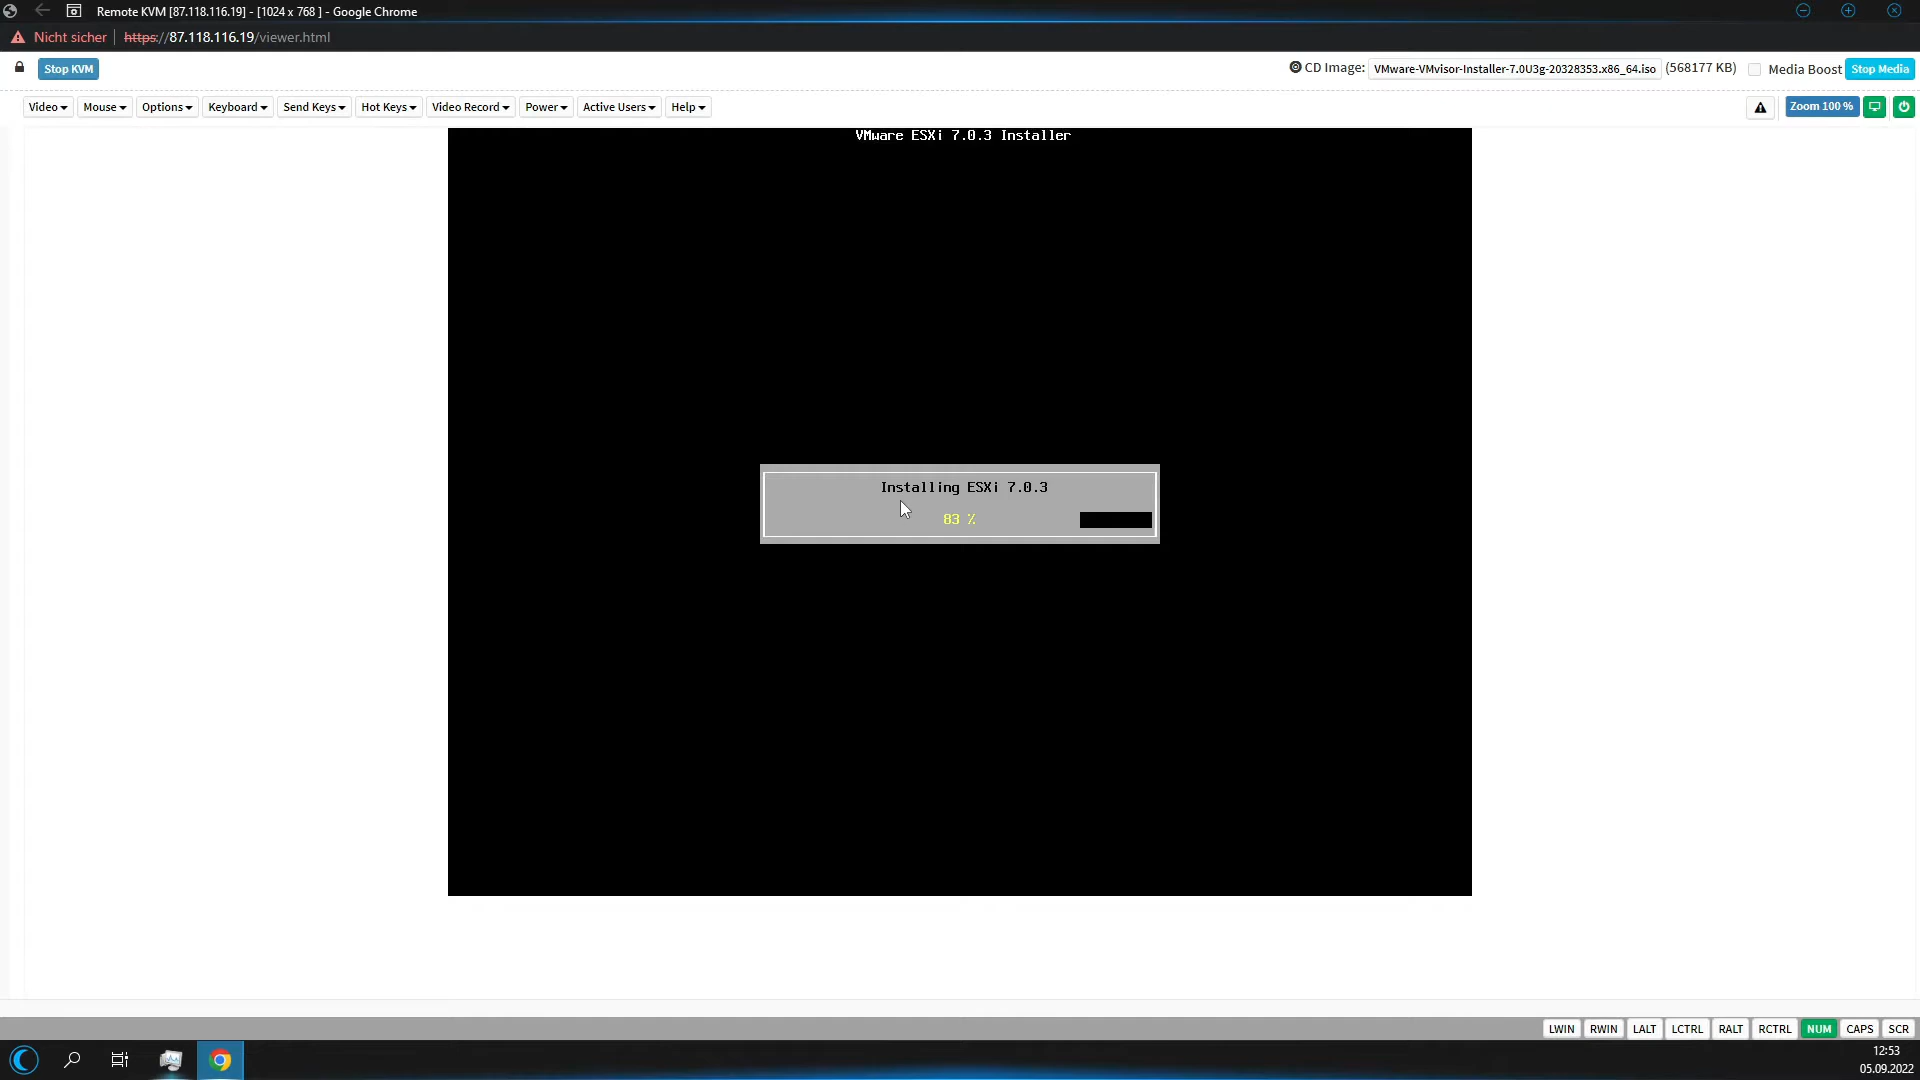 Remote KVM [87.118.116.19] - [1024 x 768 ] - Google Chrome
Nicht sicher https://87.118.116.19/viewer.html
Stop KVM CD Image: VMware-VMvisor-Installer-7.0U3g-20328353.x86_64.iso (568177 KB) Media Boost Stop Media
Video Mouse Options Keyboard Send Keys Hot Keys Video Record Power Active Users Help Zoom 100 %
VMware ESXi 7.0.3 Installer
Installing ESXi 7.0.3
83 %
LWIN RWIN LALT LCTRL RALT RCTRL NUM CAPS SCR
12:53
05.09.2022